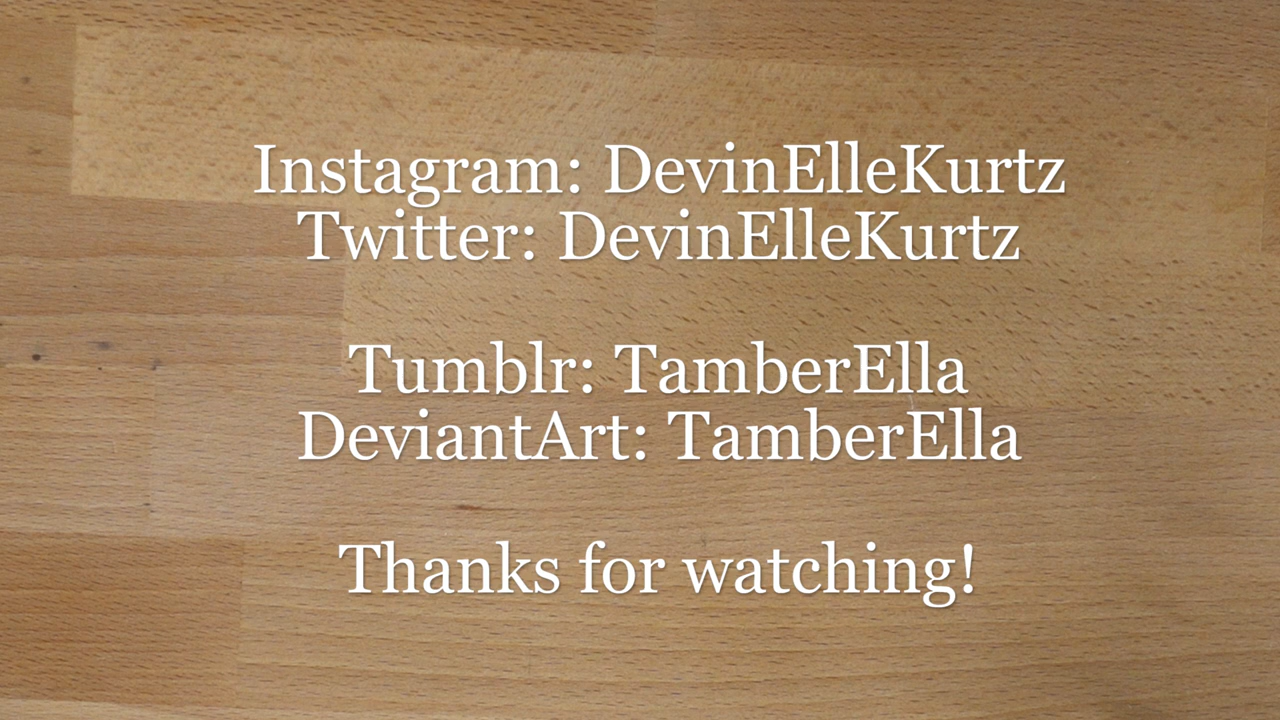 Instagram: DevinElleKurtz
Twitter: DevinElleKurtz
Tumblr: TamberElla
DeviantArt: TamberElla
Thanks for watching!